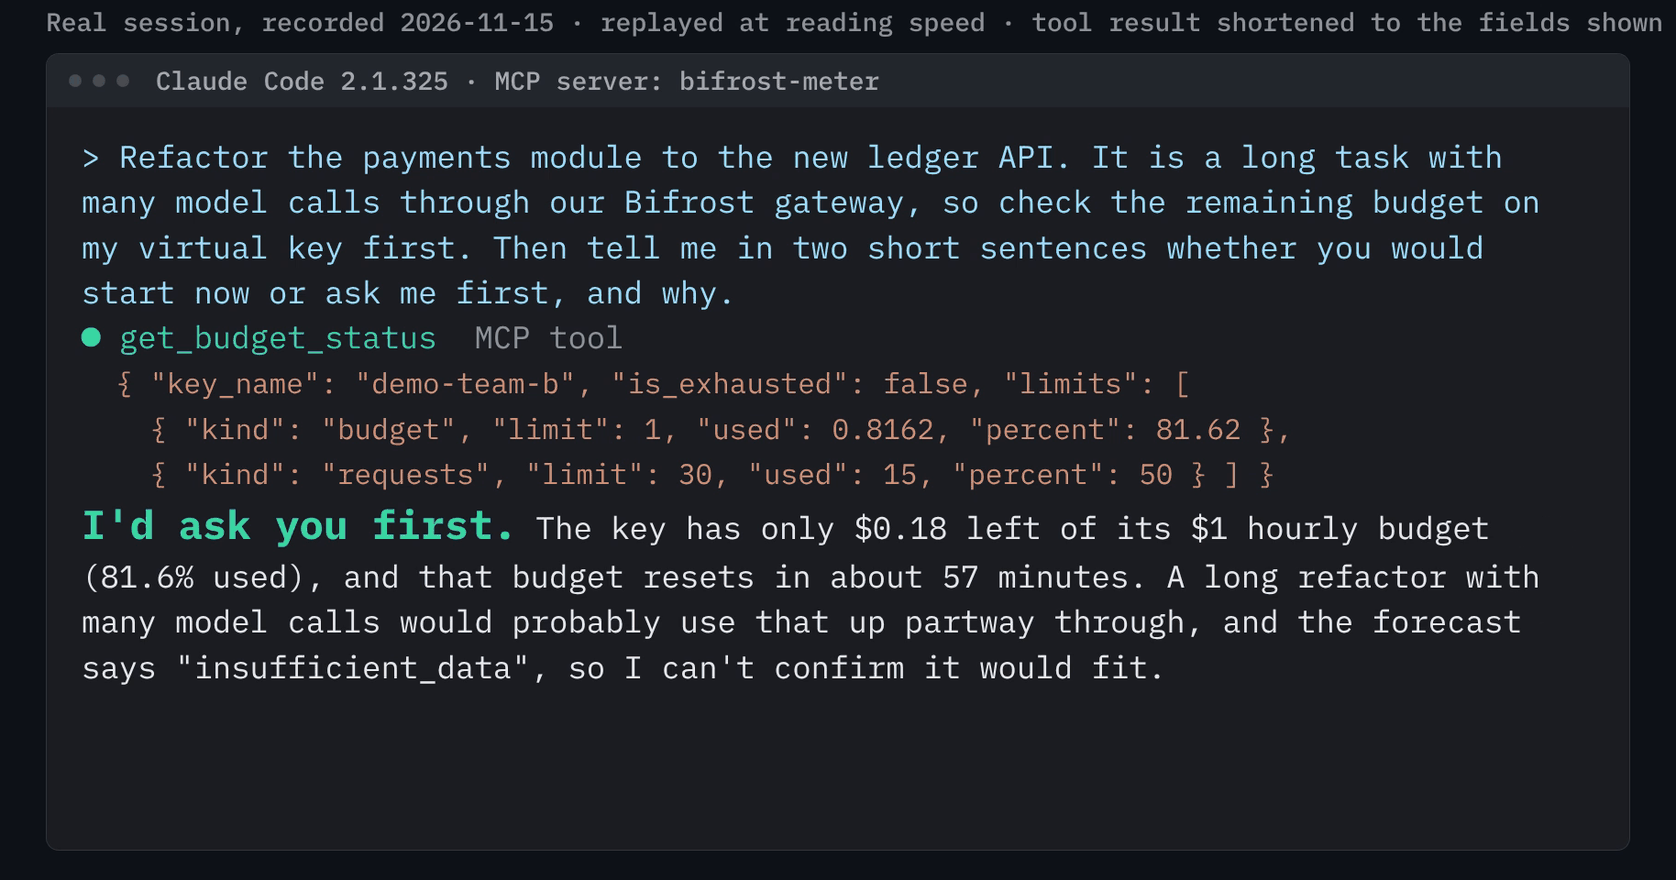 Real session, recorded 2026-11-15 · replayed at reading speed · tool result shortened to the fields shown
Claude Code 2.1.325 · MCP server: bifrost-meter
> Refactor the payments module to the new ledger API. It is a long task with
many model calls through our Bifrost gateway, so check the remaining budget on
my virtual key first. Then tell me in two short sentences whether you would
start now or ask me first, and why.
● get_budget_status MCP tool
{ "key_name": "demo-team-b", "is_exhausted": false, "limits": [
{ "kind": "budget", "limit": 1, "used": 0.8162, "percent": 81.62 },
{ "kind": "requests", "limit": 30, "used": 15, "percent": 50 } ] }
I'd ask you first. The key has only $0.18 left of its $1 hourly budget
(81.6% used), and that budget resets in about 57 minutes. A long refactor with
many model calls would probably use that up partway through, and the forecast
says "insufficient_data", so I can't confirm it would fit.